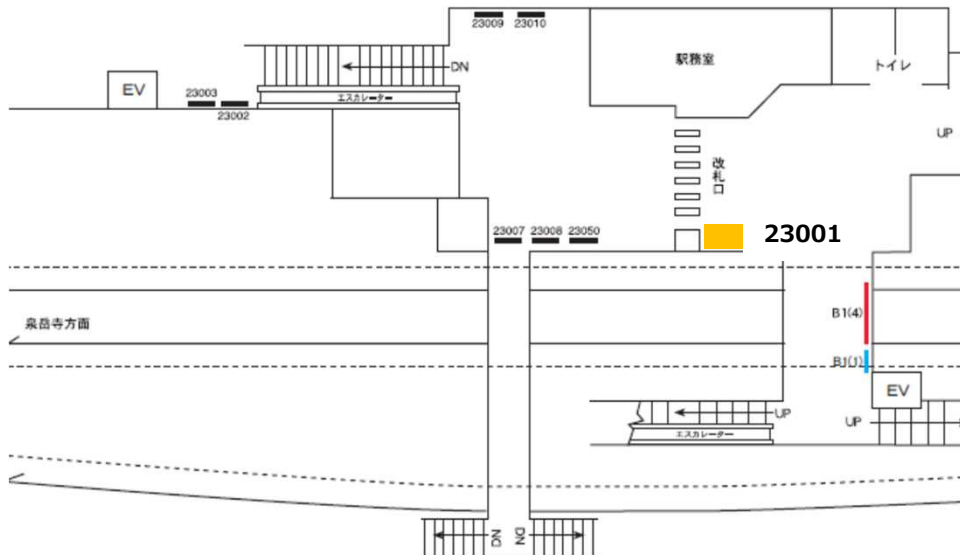 23009 23010
DN
駅務室
トイレ
EV
23003
エスカレーター
23002
UP
改札口
23007 23008 23050
23001
B1(4)
泉岳寺方面
B1(1)
EV
UP
UP
エスカレーター
DN
DN